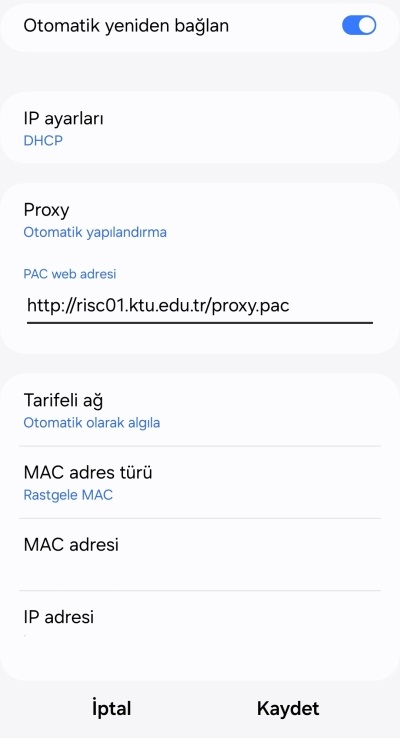 Otomatik yeniden bağlan
IP ayarları
DHCP
Proxy
Otomatik yapılandırma
PAC web adresi
http://risc01.ktu.edu.tr/proxy.pac
Tarifeli ağ
Otomatik olarak algıla
MAC adres türü
Rastgele MAC
MAC adresi
IP adresi
İptal
Kaydet